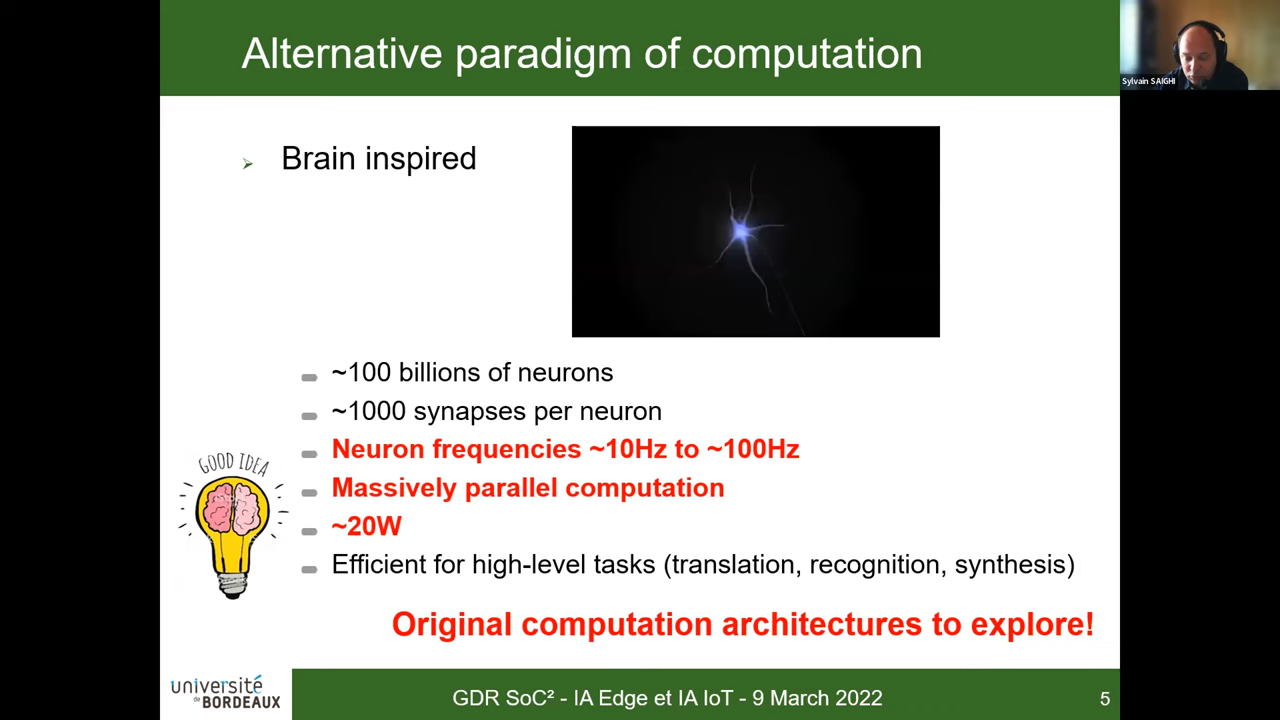 Alternative paradigm of computation
Sylvain SAIGHI
Brain inspired
~100 billions of neurons
~1000 synapses per neuron
Neuron frequencies ~10Hz to ~100Hz
Massively parallel computation
~20W
Efficient for high-level tasks (translation, recognition, synthesis)
GOOD IDEA
Original computation architectures to explore!
université
de BORDEAUX
GDR SoC² - IA Edge et IA IoT - 9 March 2022
5